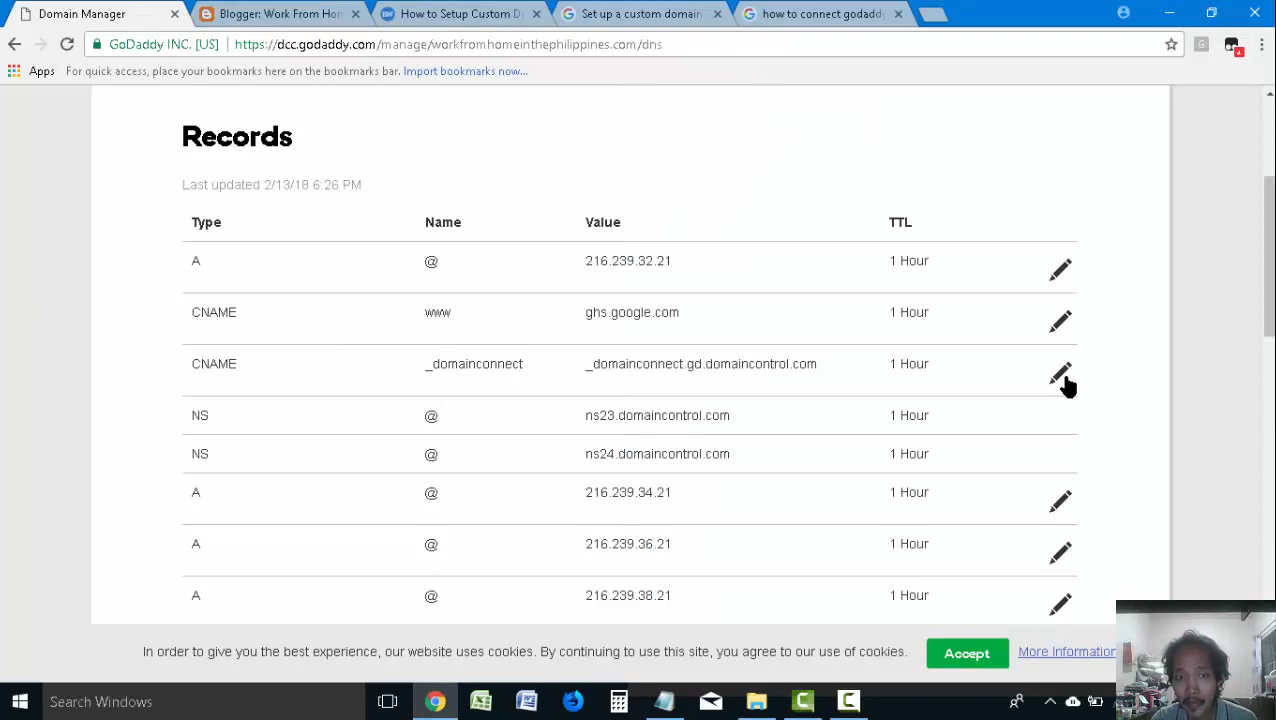 Domain Manager
Blogger: Work From Hom
How to Setup Custom D
Set up a custom domain
how to connect godaddy
GoDaddy INC. [US]
https://dcc.godaddy.com/manage/workfromhomeinthephilippines.com/dns
Apps
For quick access, place your bookmarks here on the bookmarks bar. Import bookmarks now...
Records
Last updated 2/13/18 6:26 PM
Type Name Value TTL
A @ 216.239.32.21 1 Hour
CNAME www ghs.google.com 1 Hour
CNAME _domainconnect _domainconnect.gd.domaincontrol.com 1 Hour
NS @ ns23.domaincontrol.com 1 Hour
NS @ ns24.domaincontrol.com 1 Hour
A @ 216.239.34.21 1 Hour
A @ 216.239.36.21 1 Hour
A @ 216.239.38.21 1 Hour
In order to give you the best experience, our website uses cookies. By continuing to use this site, you agree to our use of cookies. Accept More Information
Search Windows